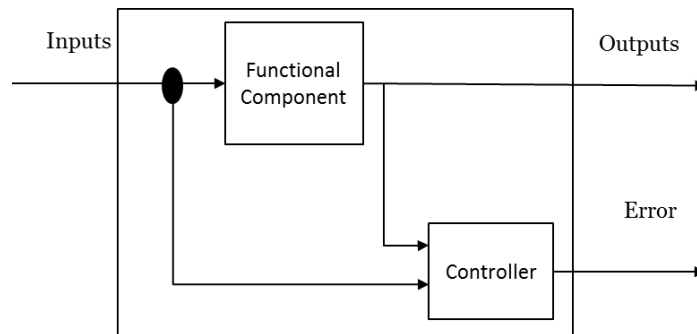 Inputs
Functional
Component
Outputs
Error
Controller